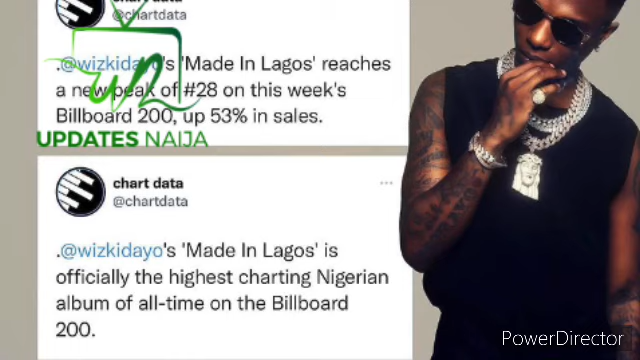 chart data
@chartdata
.@wizkidayo's 'Made In Lagos' reaches
a new peak of #28 on this week's
Billboard 200, up 53% in sales.
un
UPDATES NAIJA
chart data
@chartdata
.@wizkidayo's 'Made In Lagos' is
officially the highest charting Nigerian
album of all-time on the Billboard
200.
PowerDirector